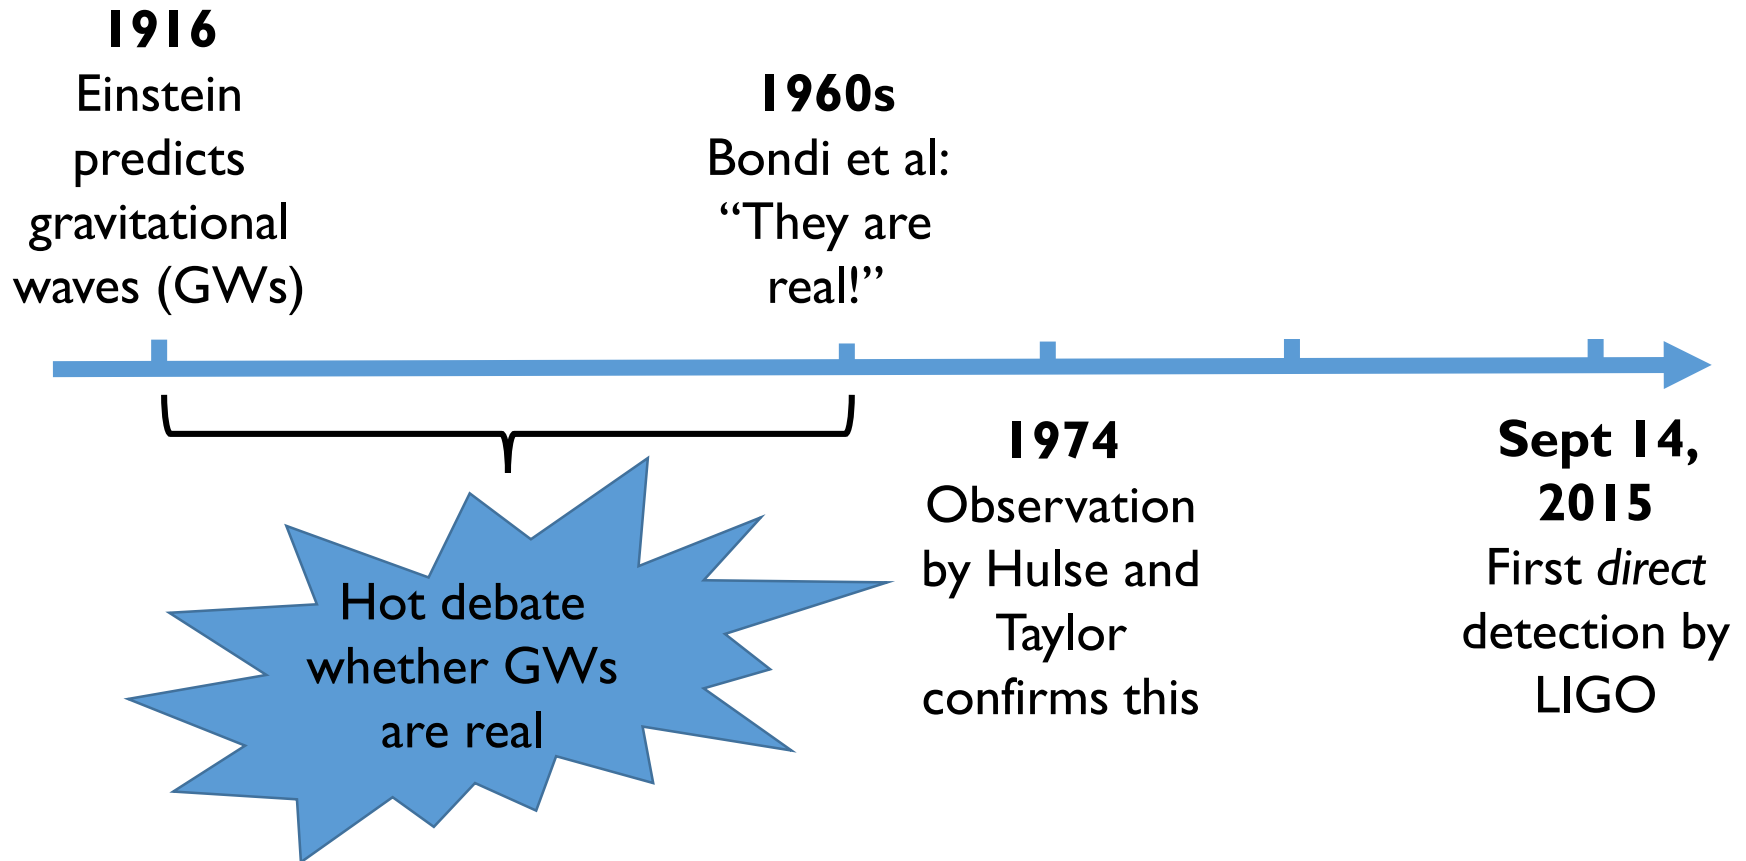 1916
Einstein
predicts
gravitational
waves (GWs)
1960s
Bondi et al:
“They are
real!”
Hot debate
whether GWs
are real
1974
Observation
by Hulse and
Taylor
confirms this
Sept 14,
2015
First direct
detection by
LIGO